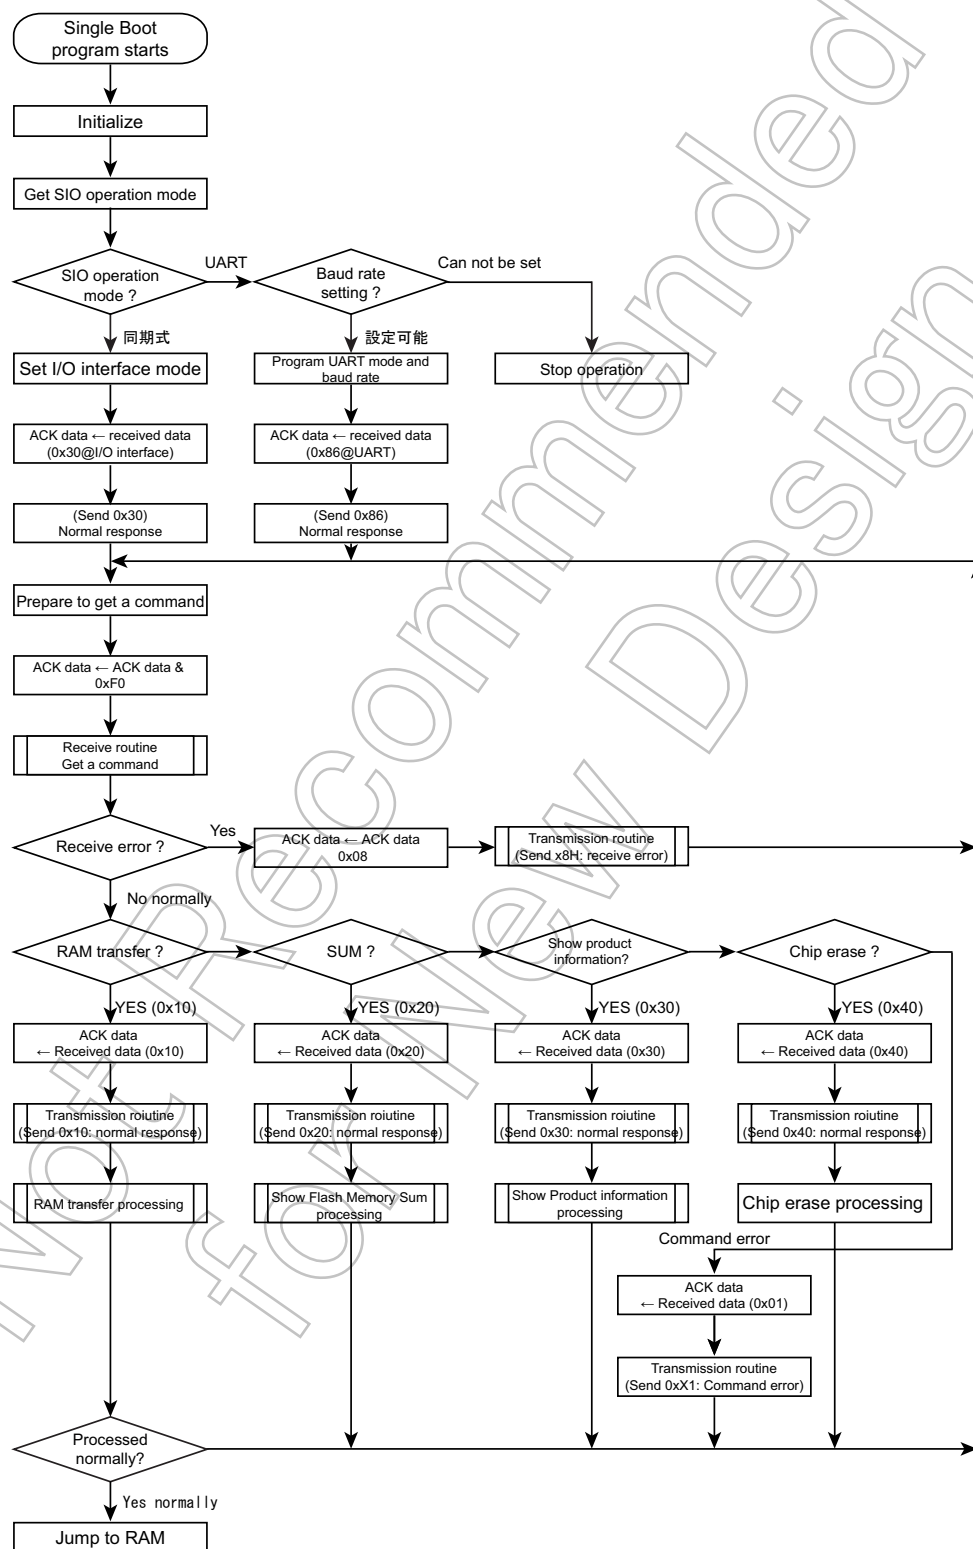 Single Boot
program starts
Initialize
Get SIO operation mode
SIO operation
mode ?
UART
Baud rate
setting ?
Can not be set
同期式
設定可能
Set I/O interface mode
Program UART mode and
baud rate
Stop operation
ACK data ← received data
(0x30@I/O interface)
ACK data ← received data
(0x86@UART)
(Send 0x30)
Normal response
(Send 0x86)
Normal response
Prepare to get a command
ACK data ← ACK data &
0xF0
Receive routine
Get a command
Receive error ?
Yes
ACK data ← ACK data
0x08
Transmission routine
(Send x8H: receive error)
No normally
RAM transfer ?
SUM ?
Show product
information?
Chip erase ?
YES (0x10)
YES (0x20)
YES (0x30)
YES (0x40)
ACK data
← Received data (0x10)
ACK data
← Received data (0x20)
ACK data
← Received data (0x30)
ACK data
← Received data (0x40)
Transmission roiutine
(Send 0x10: normal response)
Transmission roiutine
(Send 0x20: normal response)
Transmission roiutine
(Send 0x30: normal response)
Transmission roiutine
(Send 0x40: normal response)
RAM transfer processing
Show Flash Memory Sum
processing
Show Product information
processing
Chip erase processing
Command error
ACK data
← Received data (0x01)
Transmission routine
(Send 0xX1: Command error)
Processed
normally?
Yes normally
Jump to RAM
Not Recommended
for New Design